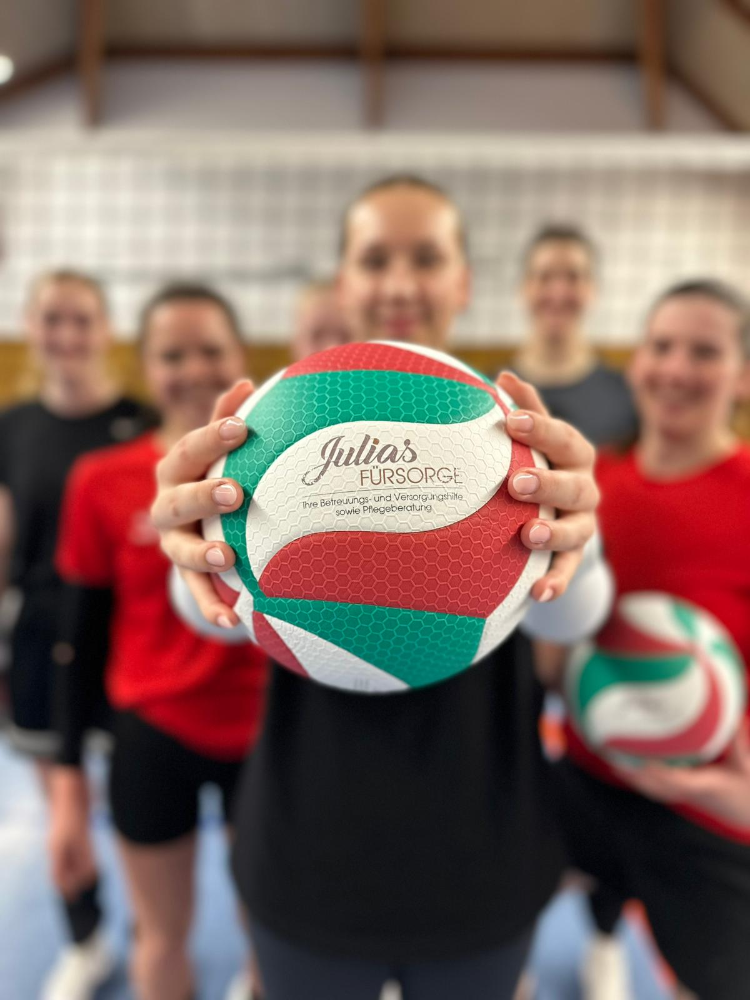 Julias
FÜRSORGE
Ihre Betreuungs- und Versorgungshilfe
sowie Pflegeberatung